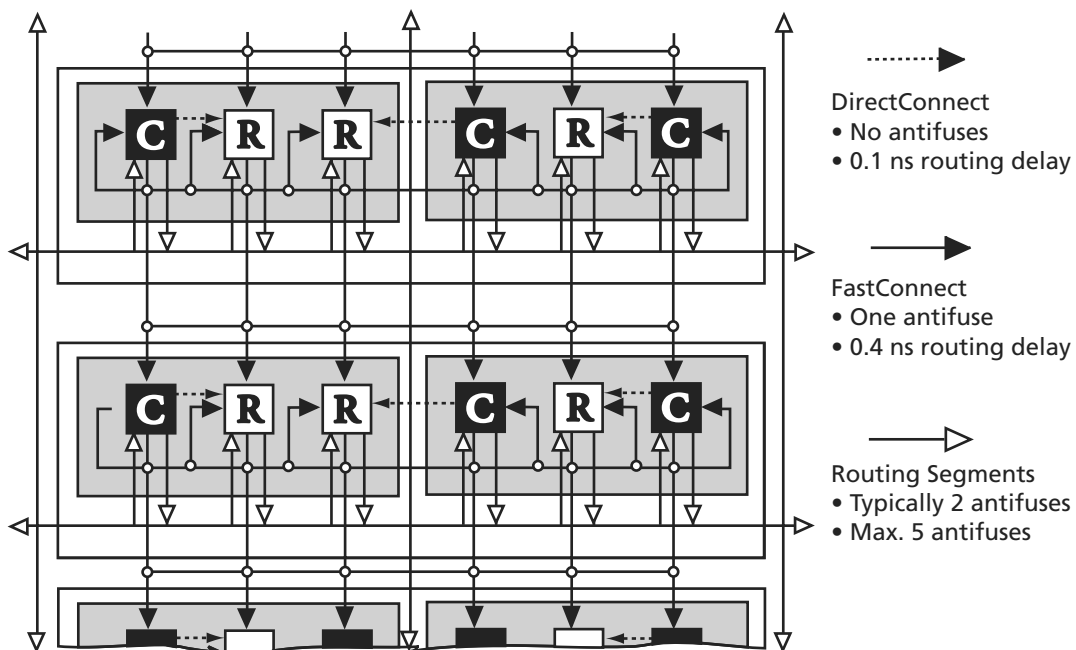 C R R C R C
DirectConnect
• No antifuses
• 0.1 ns routing delay
FastConnect
• One antifuse
• 0.4 ns routing delay
C R R C R C
Routing Segments
• Typically 2 antifuses
• Max. 5 antifuses